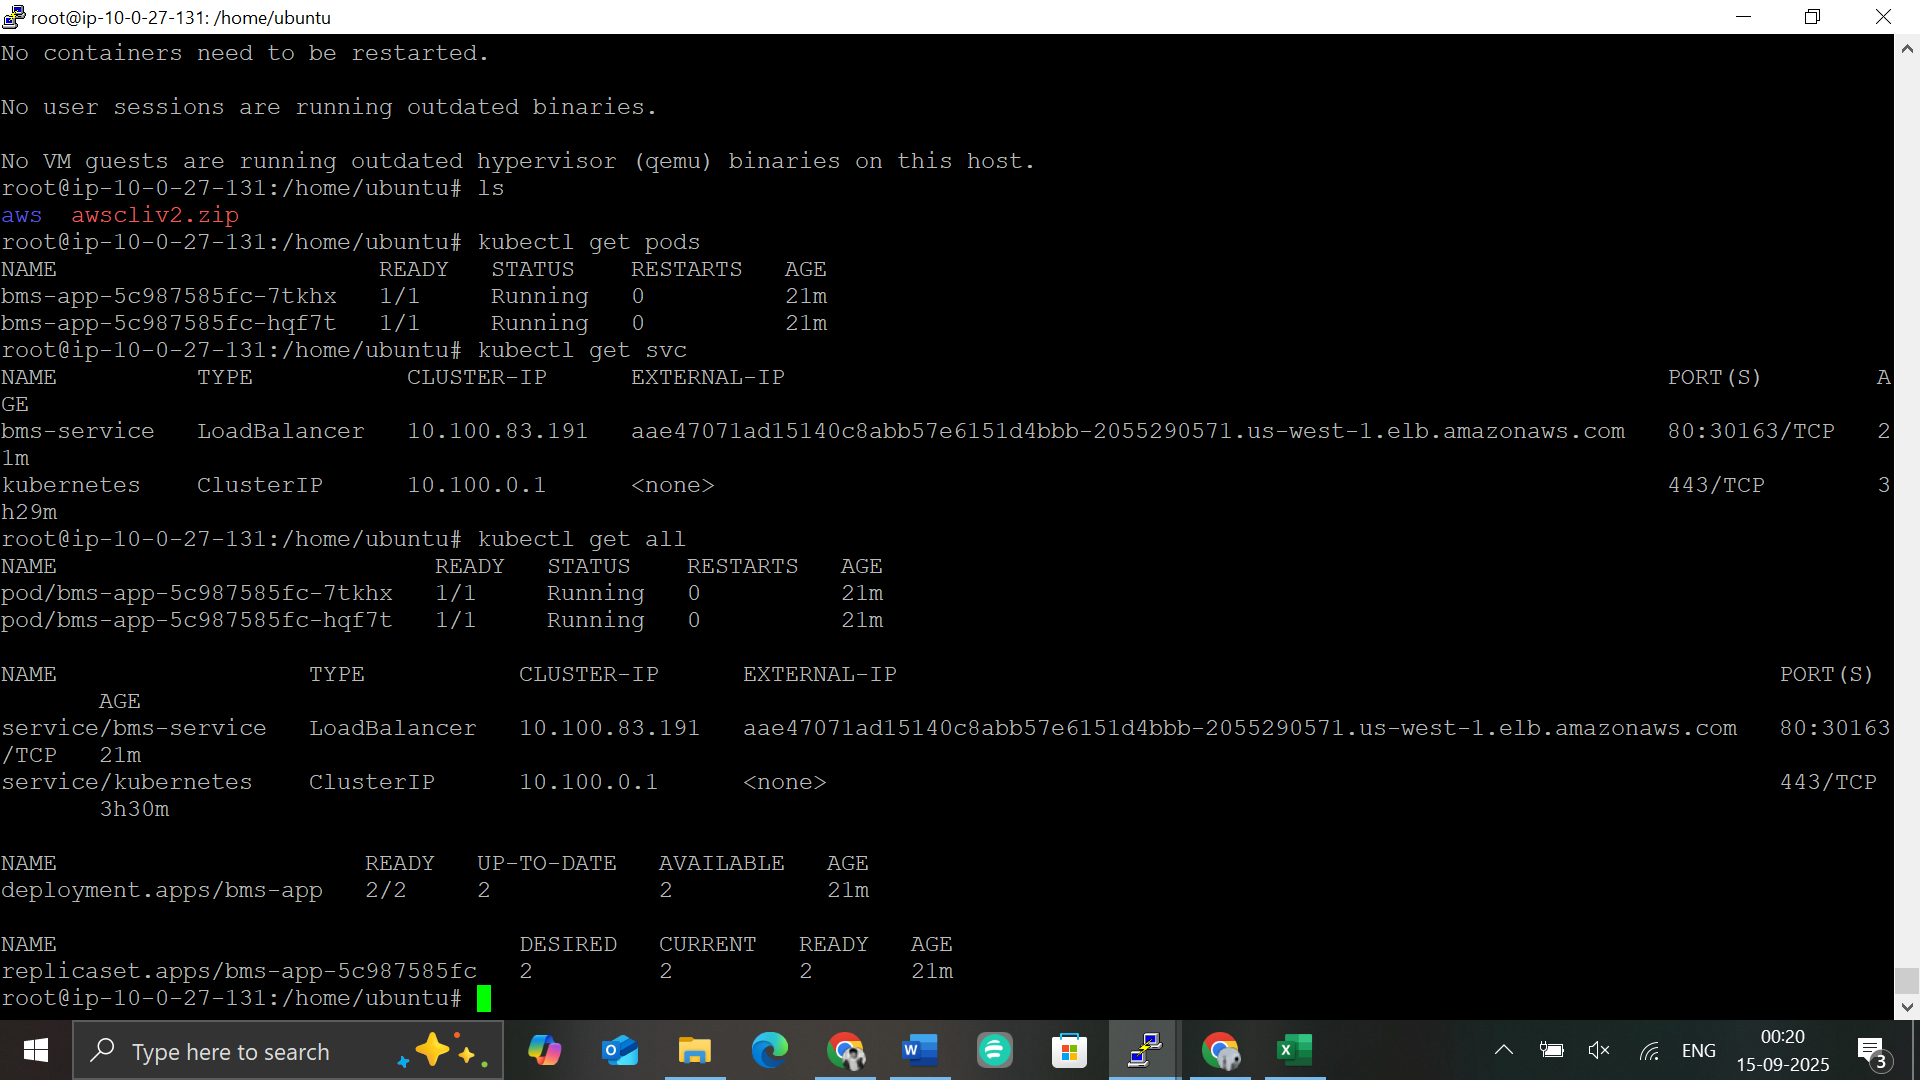 root@ip-10-0-27-131: /home/ubuntu
No containers need to be restarted.
No user sessions are running outdated binaries.
No VM guests are running outdated hypervisor (qemu) binaries on this host.
root@ip-10-0-27-131:/home/ubuntu# ls
aws  awscliv2.zip
root@ip-10-0-27-131:/home/ubuntu# kubectl get pods
NAME                       READY   STATUS    RESTARTS   AGE
bms-app-5c987585fc-7tkhx   1/1     Running   0          21m
bms-app-5c987585fc-hqf7t   1/1     Running   0          21m
root@ip-10-0-27-131:/home/ubuntu# kubectl get svc
NAME          TYPE           CLUSTER-IP      EXTERNAL-IP                                                               PORT(S)        A
GE
bms-service   LoadBalancer   10.100.83.191   aae47071ad15140c8abb57e6151d4bbb-2055290571.us-west-1.elb.amazonaws.com   80:30163/TCP   2
1m
kubernetes    ClusterIP      10.100.0.1      <none>                                                                    443/TCP        3
h29m
root@ip-10-0-27-131:/home/ubuntu# kubectl get all
NAME                           READY   STATUS    RESTARTS   AGE
pod/bms-app-5c987585fc-7tkhx   1/1     Running   0          21m
pod/bms-app-5c987585fc-hqf7t   1/1     Running   0          21m
NAME                  TYPE           CLUSTER-IP      EXTERNAL-IP                                                               PORT(S)
       AGE
service/bms-service   LoadBalancer   10.100.83.191   aae47071ad15140c8abb57e6151d4bbb-2055290571.us-west-1.elb.amazonaws.com   80:30163
/TCP   21m
service/kubernetes    ClusterIP      10.100.0.1      <none>                                                                    443/TCP
       3h30m
NAME                      READY   UP-TO-DATE   AVAILABLE   AGE
deployment.apps/bms-app   2/2     2            2           21m
NAME                                 DESIRED   CURRENT   READY   AGE
replicaset.apps/bms-app-5c987585fc   2         2         2       21m
root@ip-10-0-27-131:/home/ubuntu#
Type here to search
ENG
00:20
15-09-2025
3